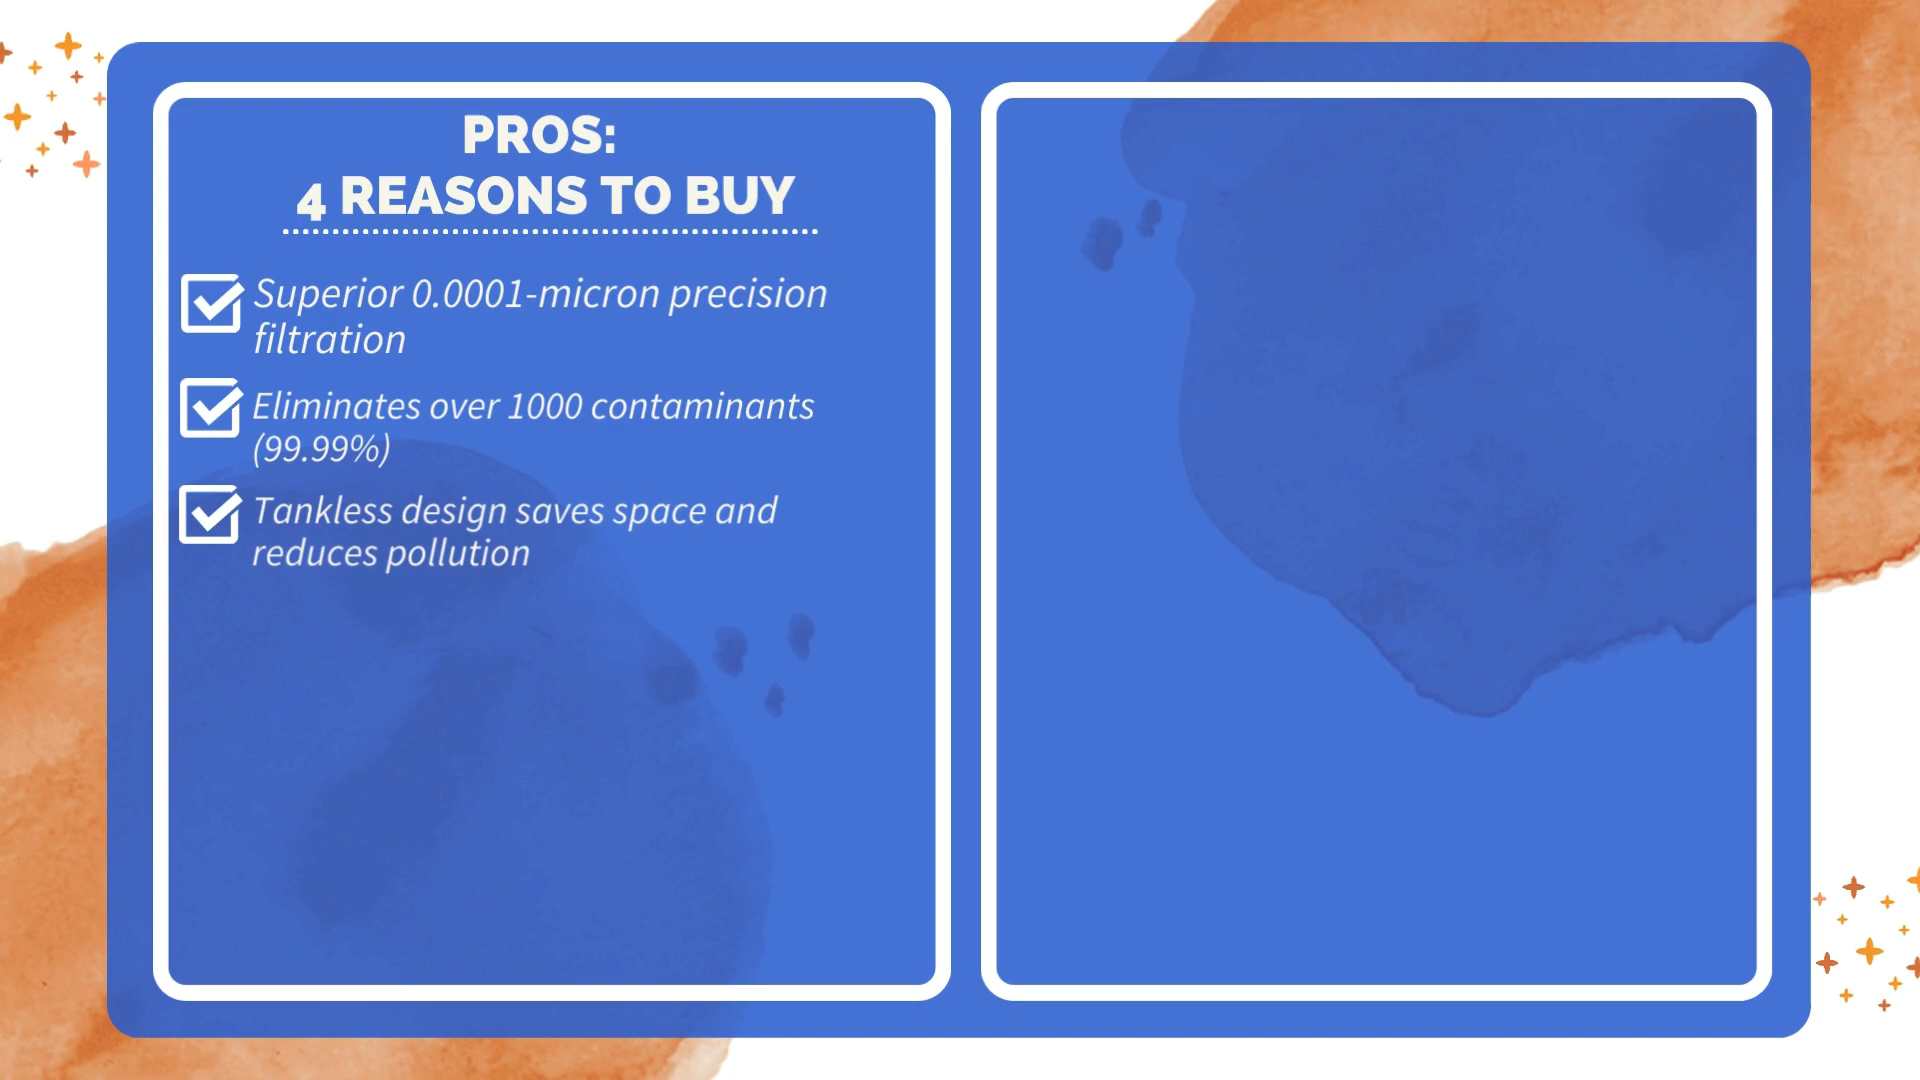 PROS:
4 REASONS TO BUY
Superior 0.0001-micron precision
filtration
Eliminates over 1000 contaminants
(99.99%)
Tankless design saves space and
reduces pollution